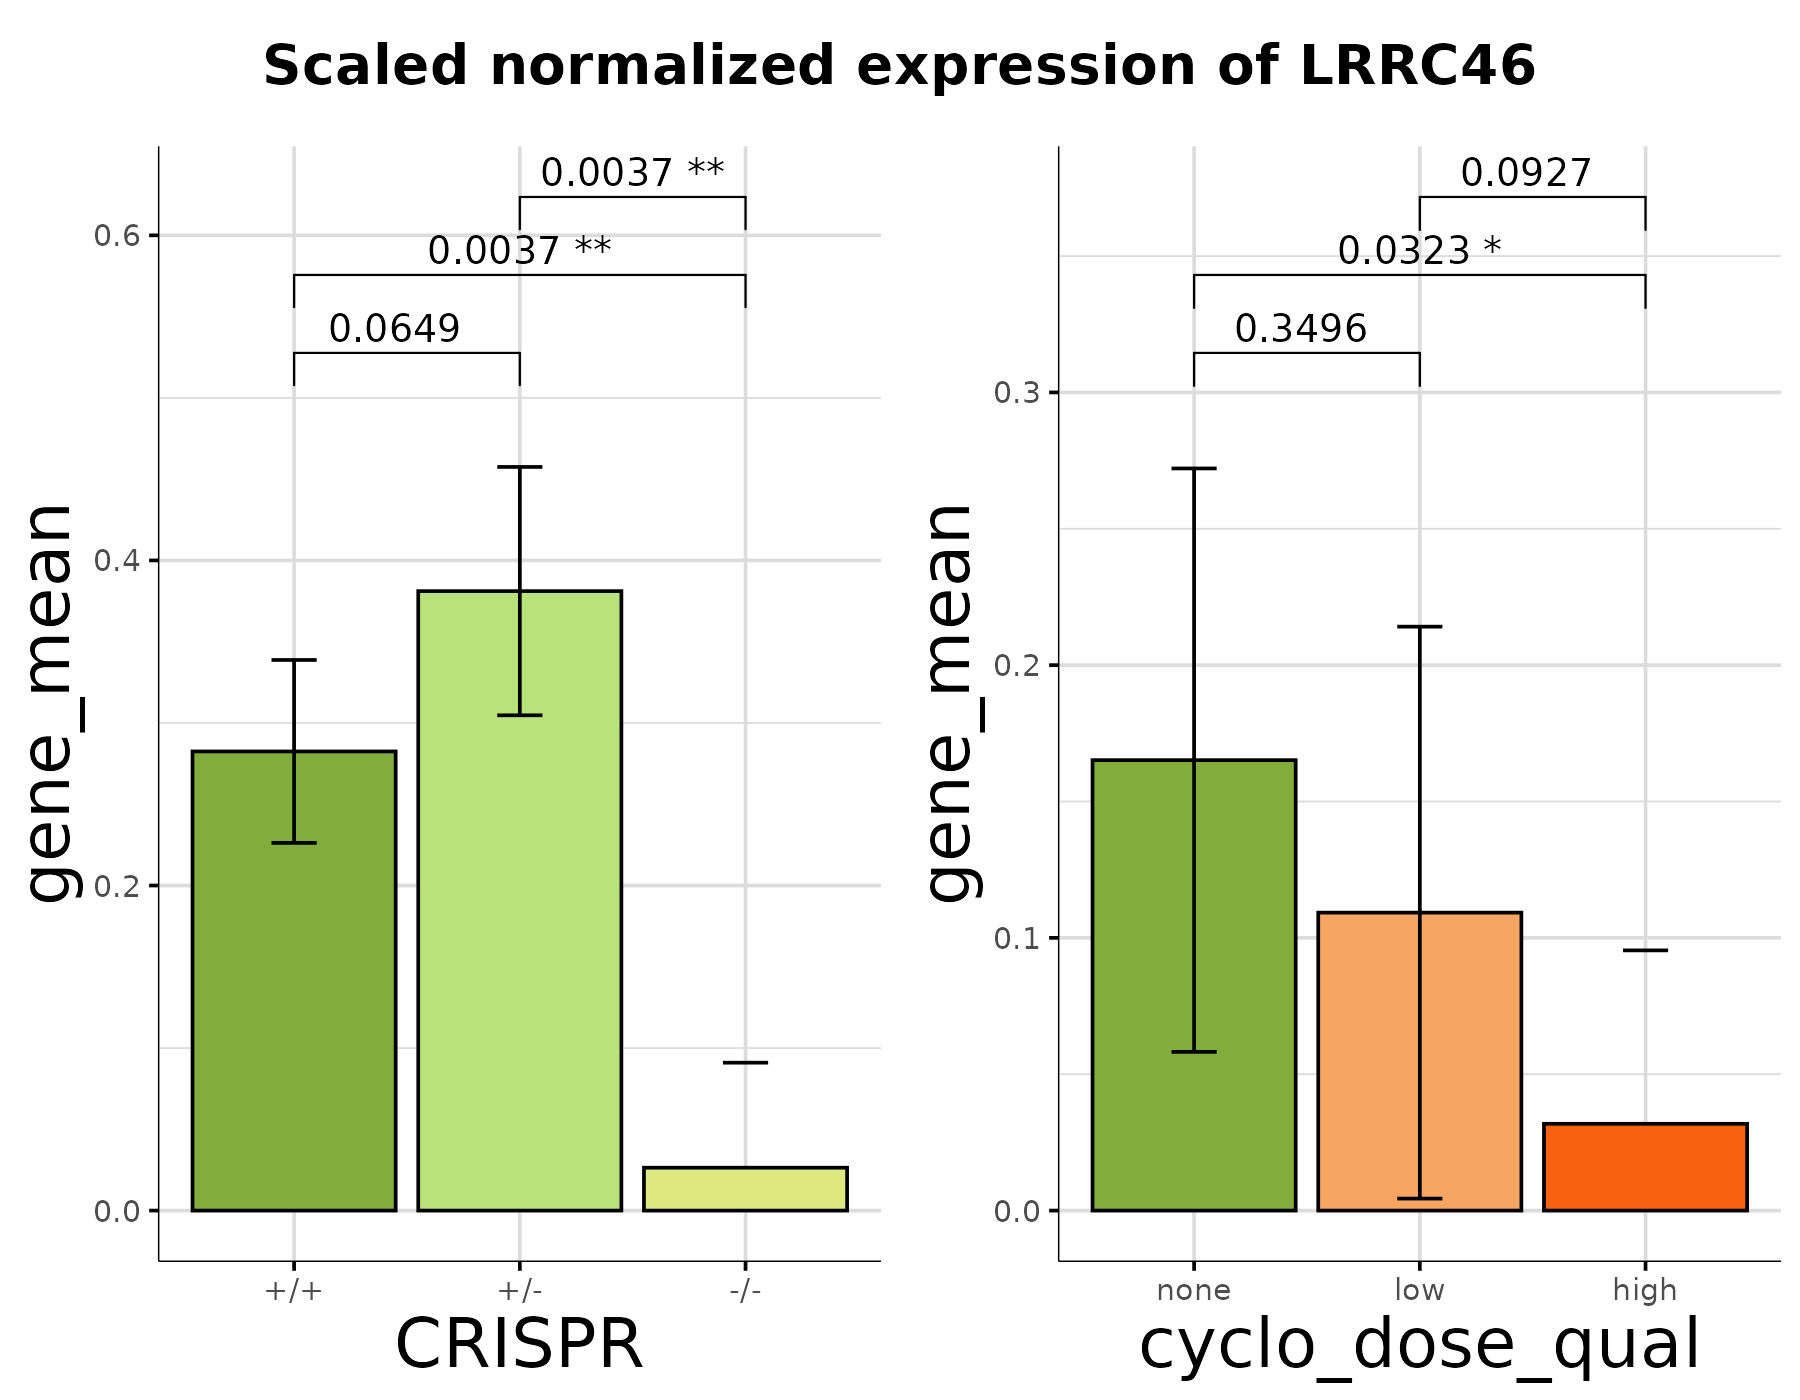 Scaled normalized expression of LRRC46
0.0037 **
0.0037 **
0.0649
0.6
0.4
0.2
0.0
gene_mean
+/+
+/-
-/-
CRISPR
0.0927
0.0323 *
0.3496
0.3
0.2
0.1
0.0
gene_mean
none
low
high
cyclo_dose_qual